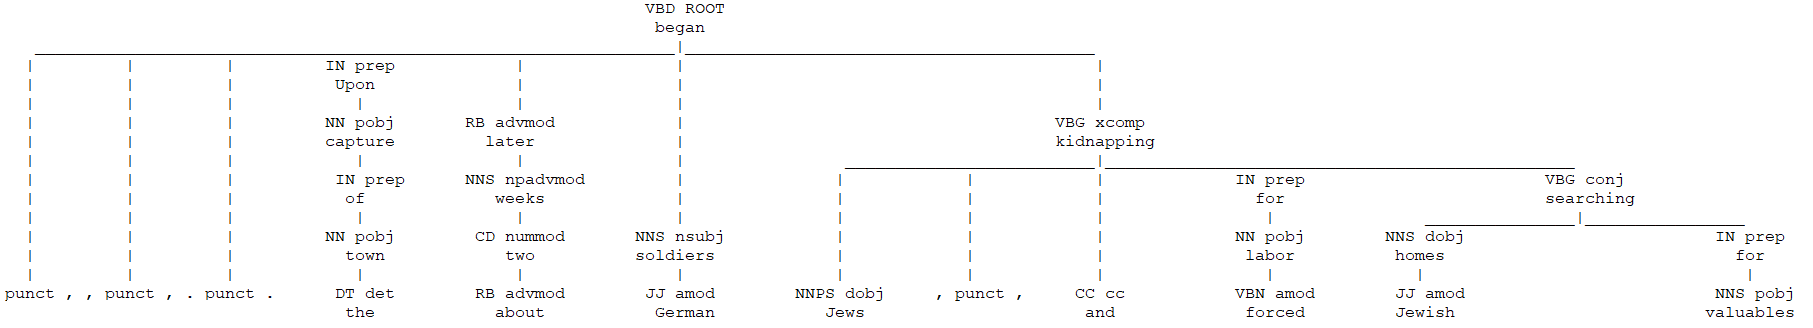 VBD ROOT
began
IN prep
Upon
NN pobj RB advmod VBG xcomp
capture later kidnapping
IN prep NNS npadvmod IN prep VBG conj
of weeks for searching
NN pobj CD nummod NNS nsubj NN pobj NNS dobj IN prep
town two soldiers labor homes for
punct , , punct , . punct . DT det RB advmod JJ amod NNPS dobj , punct , CC cc VBN amod JJ amod NNS pobj
the about German Jews and forced Jewish valuables